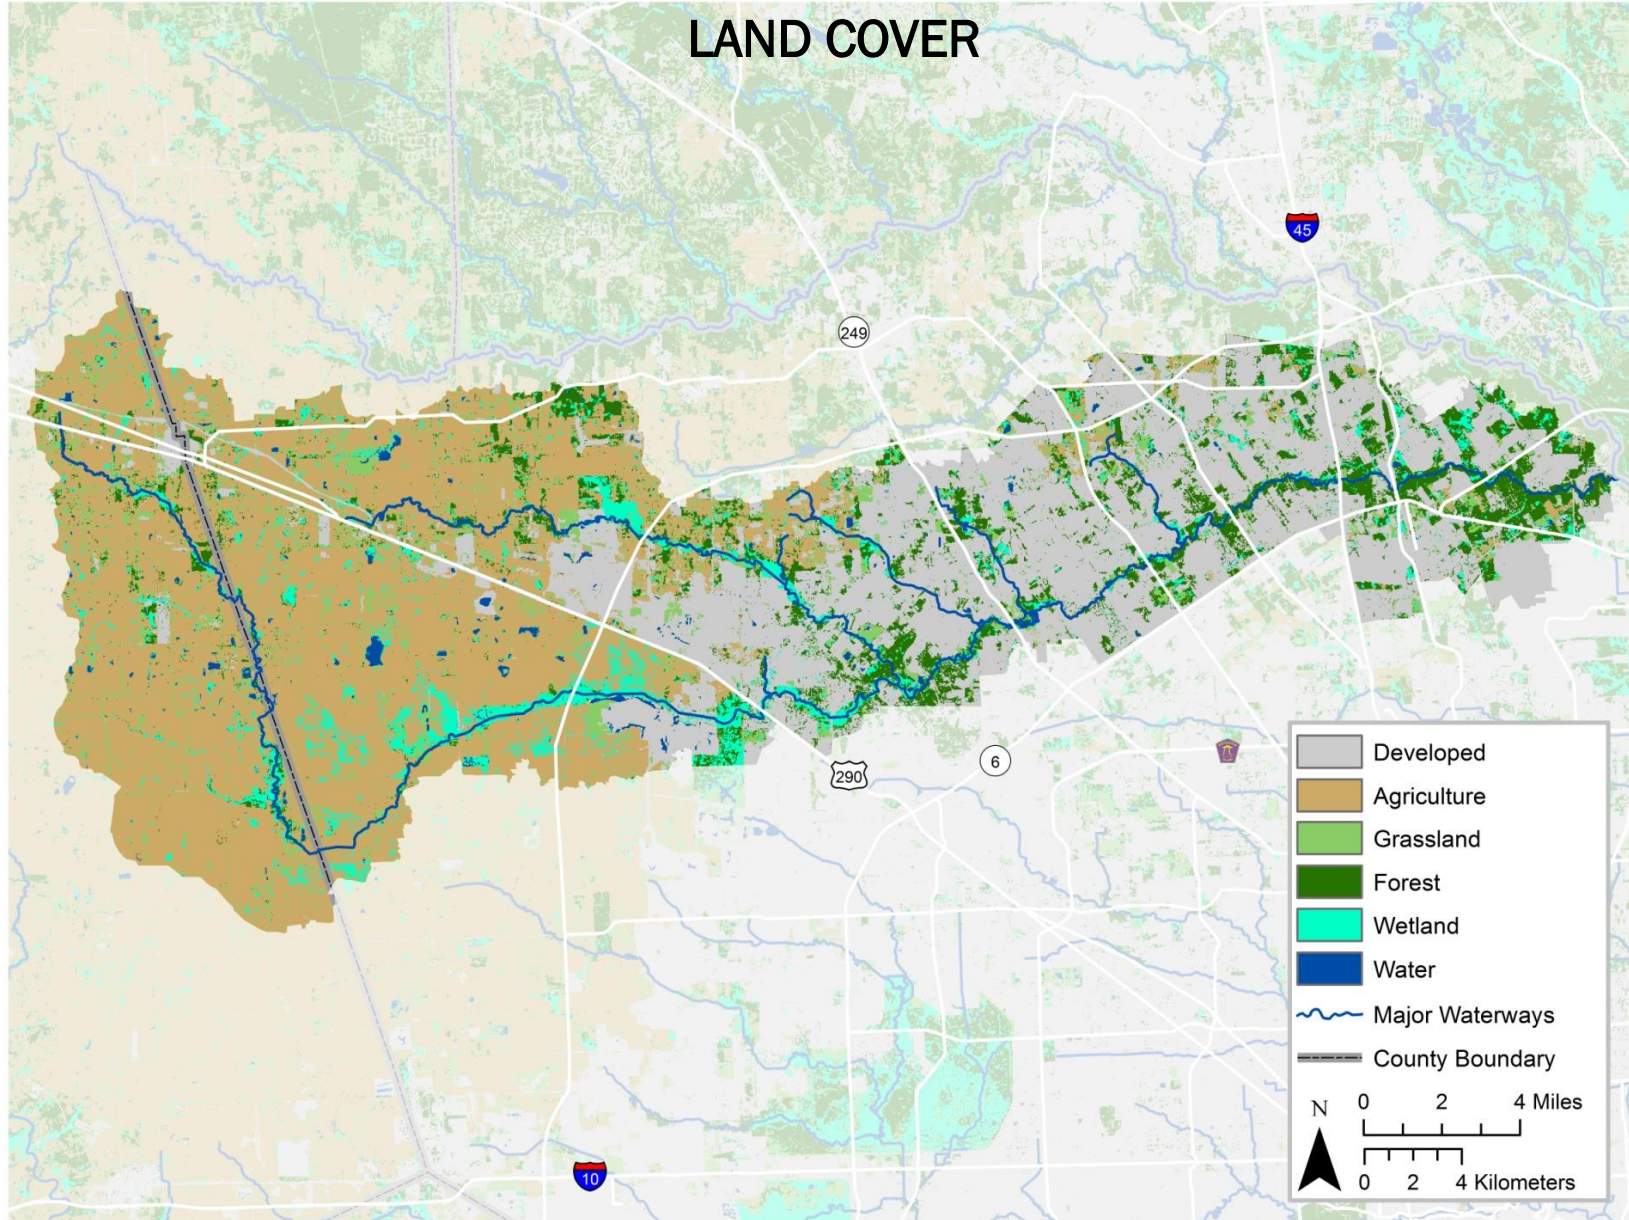 LAND COVER
45
249
290
6
10
Developed
Agriculture
Grassland
Forest
Wetland
Water
Major Waterways
County Boundary
N
0 2 4 Miles
0 2 4 Kilometers